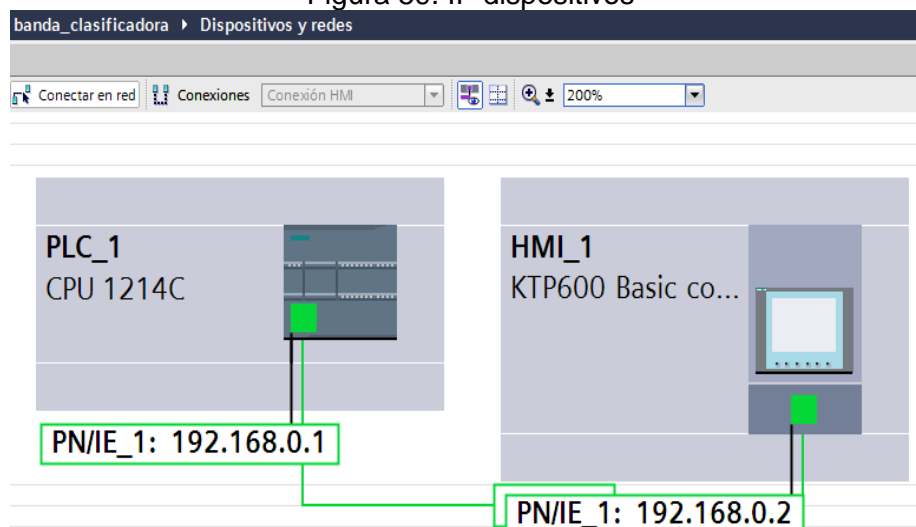 banda_clasificadora ▸ Dispositivos y redes
Conectar en red Conexiones Conexión HMI 200%
PLC_1
CPU 1214C
HMI_1
KTP600 Basic co...
PN/IE_1: 192.168.0.1
PN/IE_1: 192.168.0.2